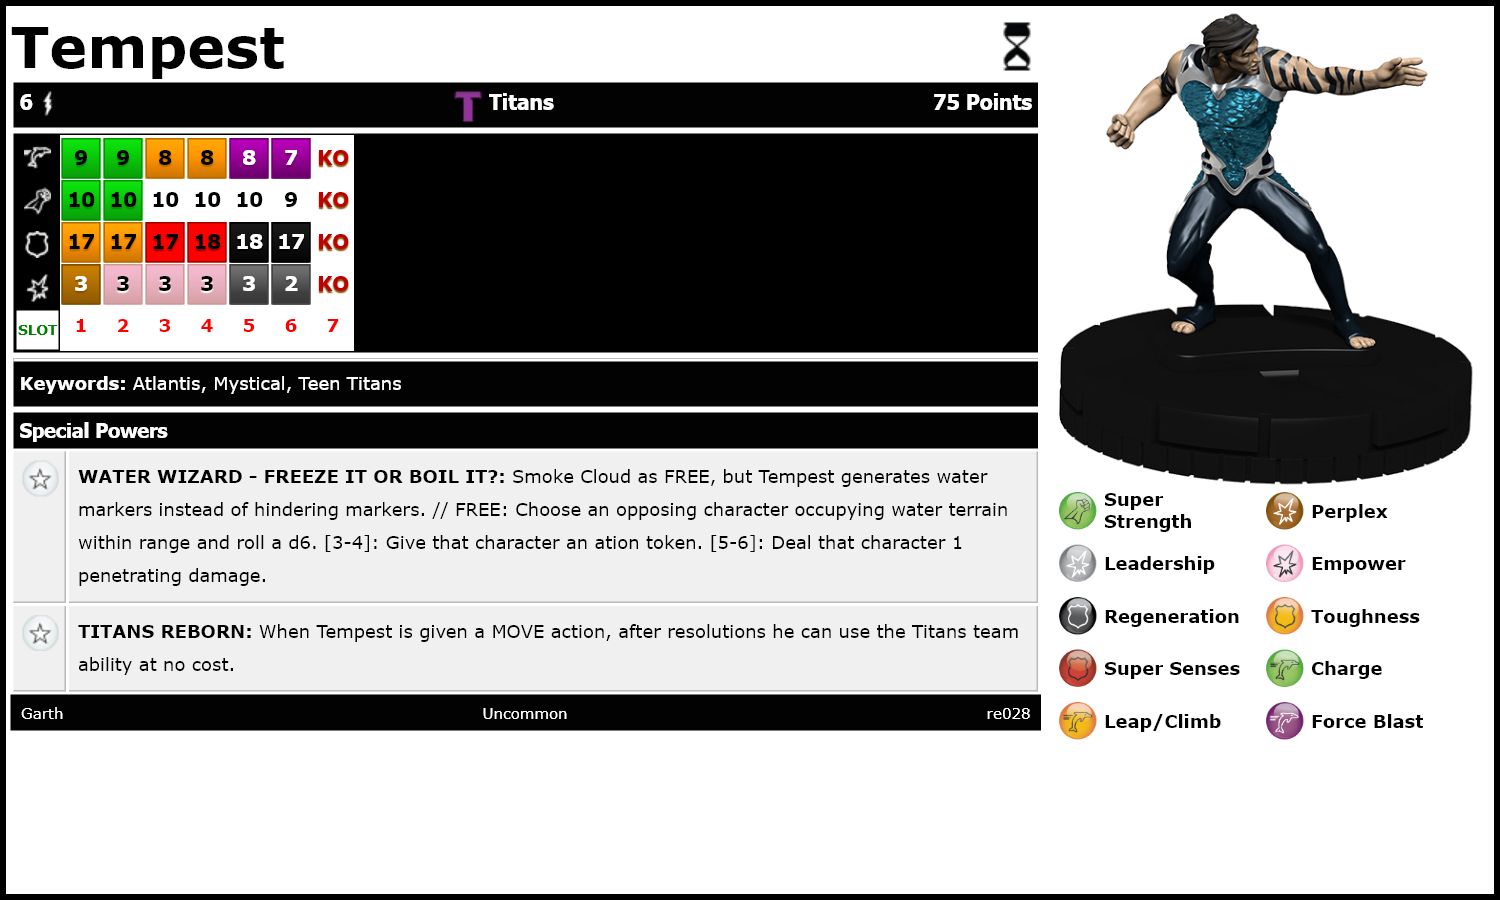 Tempest
6 T Titans 75 Points
9 9 8 8 8 7 KO
10 10 10 10 10 9 KO
17 17 17 18 18 17 KO
3 3 3 3 3 2 KO
SLOT 1 2 3 4 5 6 7
Keywords: Atlantis, Mystical, Teen Titans
Special Powers
WATER WIZARD - FREEZE IT OR BOIL IT?: Smoke Cloud as FREE, but Tempest generates water
markers instead of hindering markers. // FREE: Choose an opposing character occupying water terrain
within range and roll a d6. [3-4]: Give that character an ation token. [5-6]: Deal that character 1
penetrating damage.
TITANS REBORN: When Tempest is given a MOVE action, after resolutions he can use the Titans team
ability at no cost.
Garth Uncommon re028
Super
Strength
Perplex
Leadership
Empower
Regeneration
Toughness
Super Senses
Charge
Leap/Climb
Force Blast